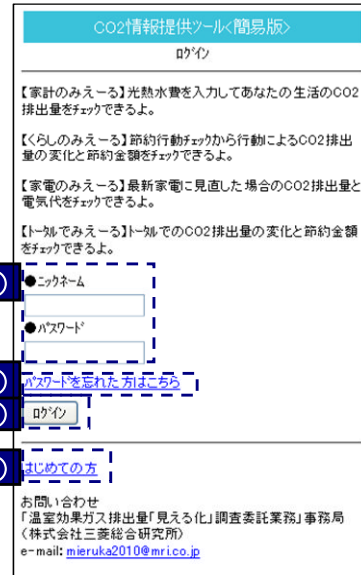 CO2情報提供ツール<簡易版>
ﾛｸﾞｲﾝ
【家計のみえーる】光熱水費を入力してあなたの生活のCO2
排出量をﾁｪｯｸできるよ。
【くらしのみえーる】節約行動ﾁｪｯｸから行動によるCO2排出
量の変化と節約金額をﾁｪｯｸできるよ。
【家電のみえーる】最新家電に見直した場合のCO2排出量と
電気代をﾁｪｯｸできるよ。
【ﾄｰﾀﾙでみえーる】ﾄｰﾀﾙでのCO2排出量の変化と節約金額
をﾁｪｯｸできるよ。
●ﾆｯｸﾈｰﾑ
●ﾊﾟｽﾜｰﾄﾞ
ﾊﾟｽﾜｰﾄﾞを忘れた方はこちら
ﾛｸﾞｲﾝ
はじめての方
お問い合わせ
「温室効果ガス排出量「見える化」調査委託業務」事務局
（株式会社三菱総合研究所）
e-mail: mieruka2010@mri.co.jp